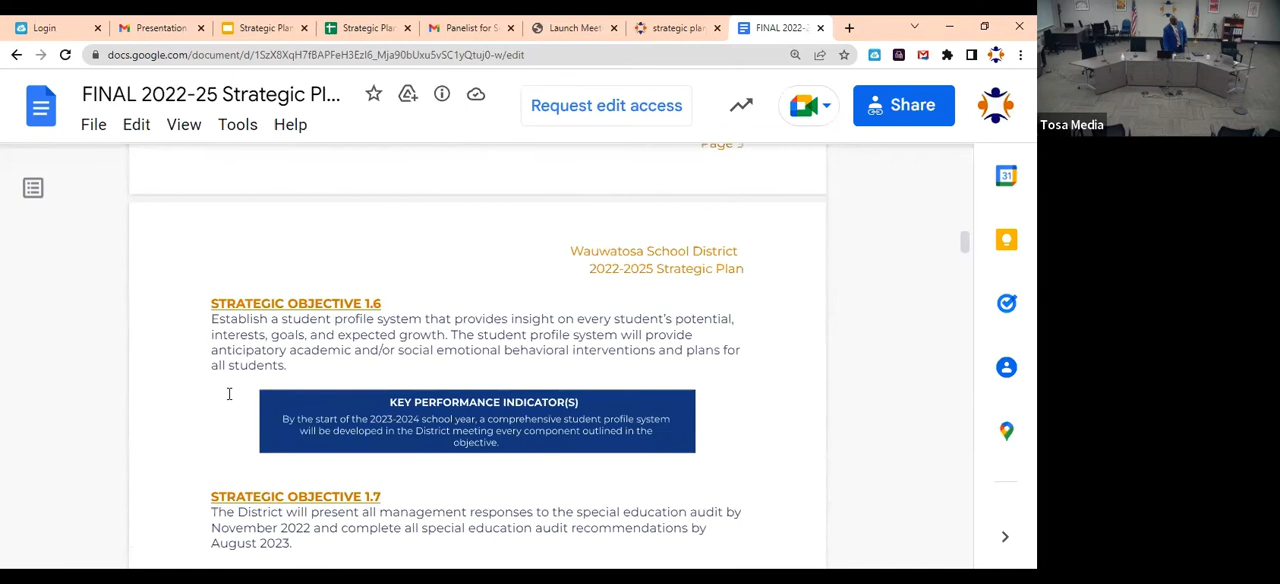 Login
Presentation
Strategic Plan
Strategic Plan
Panelist for S
Launch Meet
strategic plan
FINAL 2022-
docs.google.com/document/d/1SzX8XqH7fBAPFeH3EzI6_Mja90bUxu5vSC1yQtuj0-w/edit
FINAL 2022-25 Strategic Pl...
Request edit access
Share
File Edit View Tools Help
Tosa Media
31
Wauwatosa School District
2022-2025 Strategic Plan
STRATEGIC OBJECTIVE 1.6
Establish a student profile system that provides insight on every student's potential,
interests, goals, and expected growth. The student profile system will provide
anticipatory academic and/or social emotional behavioral interventions and plans for
all students.
KEY PERFORMANCE INDICATOR(S)
By the start of the 2023-2024 school year, a comprehensive student profile system
will be developed in the District meeting every component outlined in the
objective.
STRATEGIC OBJECTIVE 1.7
The District will present all management responses to the special education audit by
November 2022 and complete all special education audit recommendations by
August 2023.